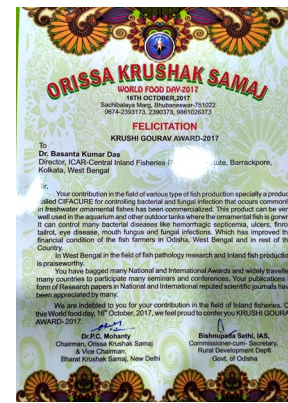 ORISSA KRUSHAK SAMAJ
WORLD FOOD DAY-2017
16TH OCTOBER,2017
Sachibalaya Marg, Bhubaneswar-751022
0674-2393173, 2390373, 9861026373
FELICITATION
KRUSHI GOURAV AWARD-2017
To
Dr. Basanta Kumar Das
Director, ICAR-Central Inland Fisheries R ute, Barrackpore,
Kolkata, West Bengal
Sir,
Your contribution in the field of various type of fish production specially a produc
called CIFACURE for controlling bacterial and fungal infection that occurs commonl
in freshwater ornamental fishes has been commercialized. This product can be very
well used in the aquarium and other outdoor tanks where the ornamental fish is gorwn
It can control many bacterial diseases like hemorrhagic septicemia, ulcers, finro
tailrot, eye disease, mouth fungus and fungal infections. Which has improved th
financial condition of the fish farmers in Odisha, West Bengal and in rest of th
Country.
In West Bengal in the field of fish pathology research and Inland fish productio
is praiseworthy.
You have bagged many National and International Awards and widely travelle
many countries to participate many seminars and conferences. Your publications
form of Research papers in National and International reputed scientific journals hav
been appreciated by many.
We are indebted to you for your contribution in the field of Inland fisheries. O
this World food day, 16th October, 2017, we feel proud to confer you KRUSHI GOURA
AWARD- 2017.
Dr.P.C. Mohanty
Chairman, Orissa Krushak Samaj
& Vice Chairman,
Bharat Krushak Samaj, New Delhi
Bishnupada Sethi, IAS,
Commissioner-cum- Secretary,
Rural Development Deptt.
Govt. of Odisha